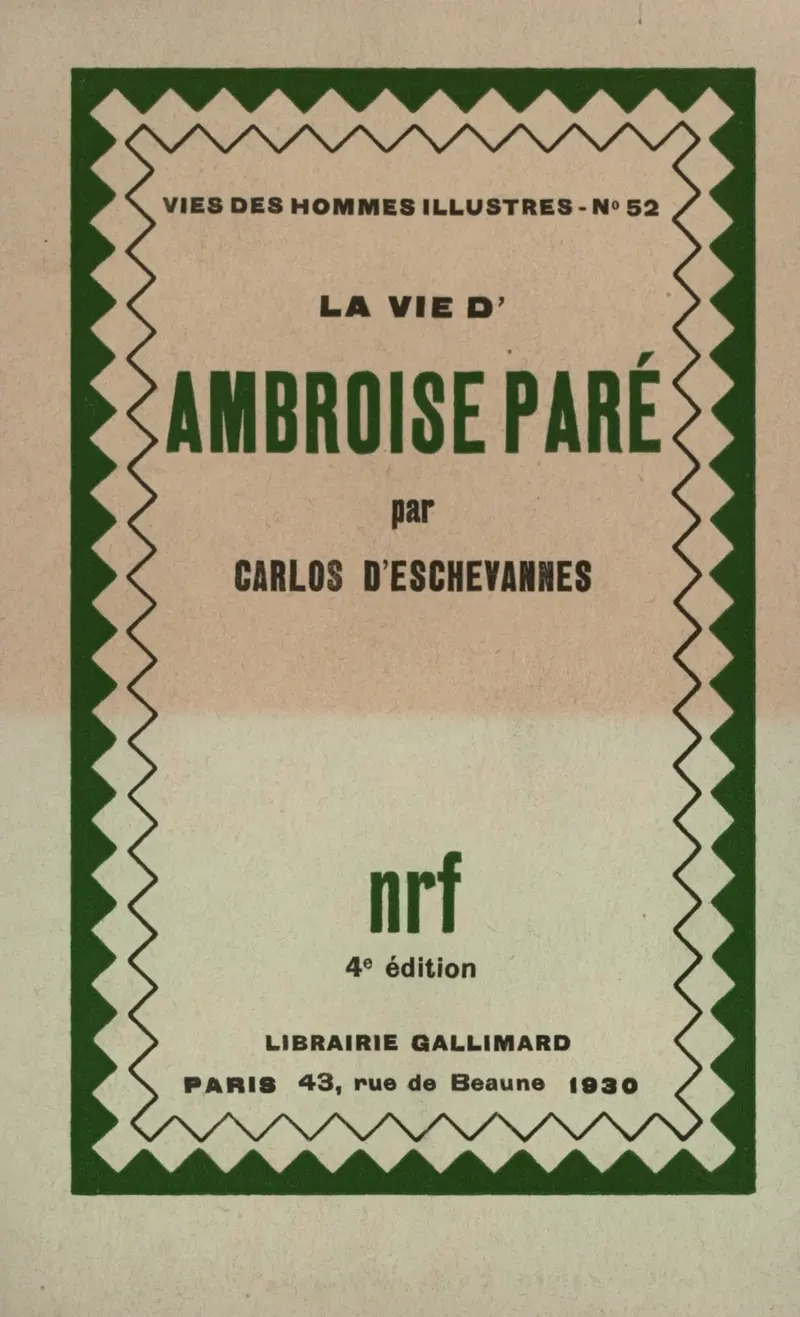 VIES DES HOMMES ILLUSTRES - Nº 52
LA VIE D'
AMBROISE PARÉ
par
CARLOS D'ESCHEVANNES
nrf
4e édition
LIBRAIRIE GALLIMARD
PARIS 43, rue de Beaune 1930